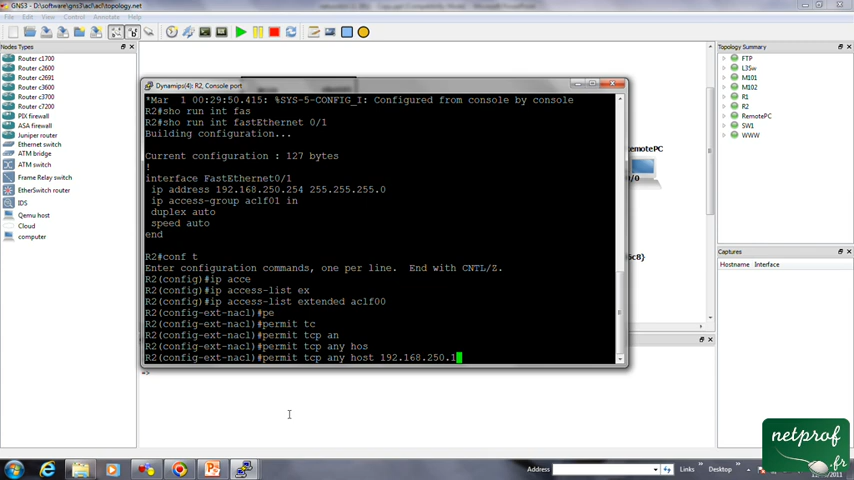 GNS3 - D:\software\gns3\acl\acl\topology.net
File Edit View Control Annotate Help
Nodes Types
Router c1700
Router c2600
Router c2691
Router c3600
Router c3700
Router c7200
PIX firewall
ASA firewall
Juniper router
Ethernet switch
ATM bridge
ATM switch
Frame Relay switch
EtherSwitch router
IDS
Qemu host
Cloud
computer
Dynamips(4): R2, Console port
*Mar  1 00:29:50.415: %SYS-5-CONFIG_I: Configured from console by console
R2#sho run int fas
R2#sho run int fastEthernet 0/1
Building configuration...
Current configuration : 127 bytes
!
interface FastEthernet0/1
ip address 192.168.250.254 255.255.255.0
ip access-group aclf01 in
duplex auto
speed auto
end
R2#conf t
Enter configuration commands, one per line.  End with CNTL/Z.
R2(config)#ip acce
R2(config)#ip access-list ex
R2(config)#ip access-list extended aclf00
R2(config-ext-nacl)#pe
R2(config-ext-nacl)#permit tc
R2(config-ext-nacl)#permit tcp an
R2(config-ext-nacl)#permit tcp any hos
R2(config-ext-nacl)#permit tcp any host 192.168.250.1
=>
emotePC
5c8}
Topology Summary
FTP
L3Sw
M101
M102
R1
R2
RemotePC
SW1
WWW
Captures
Hostname Interface
Address
Links
Desktop
netprof
.fr